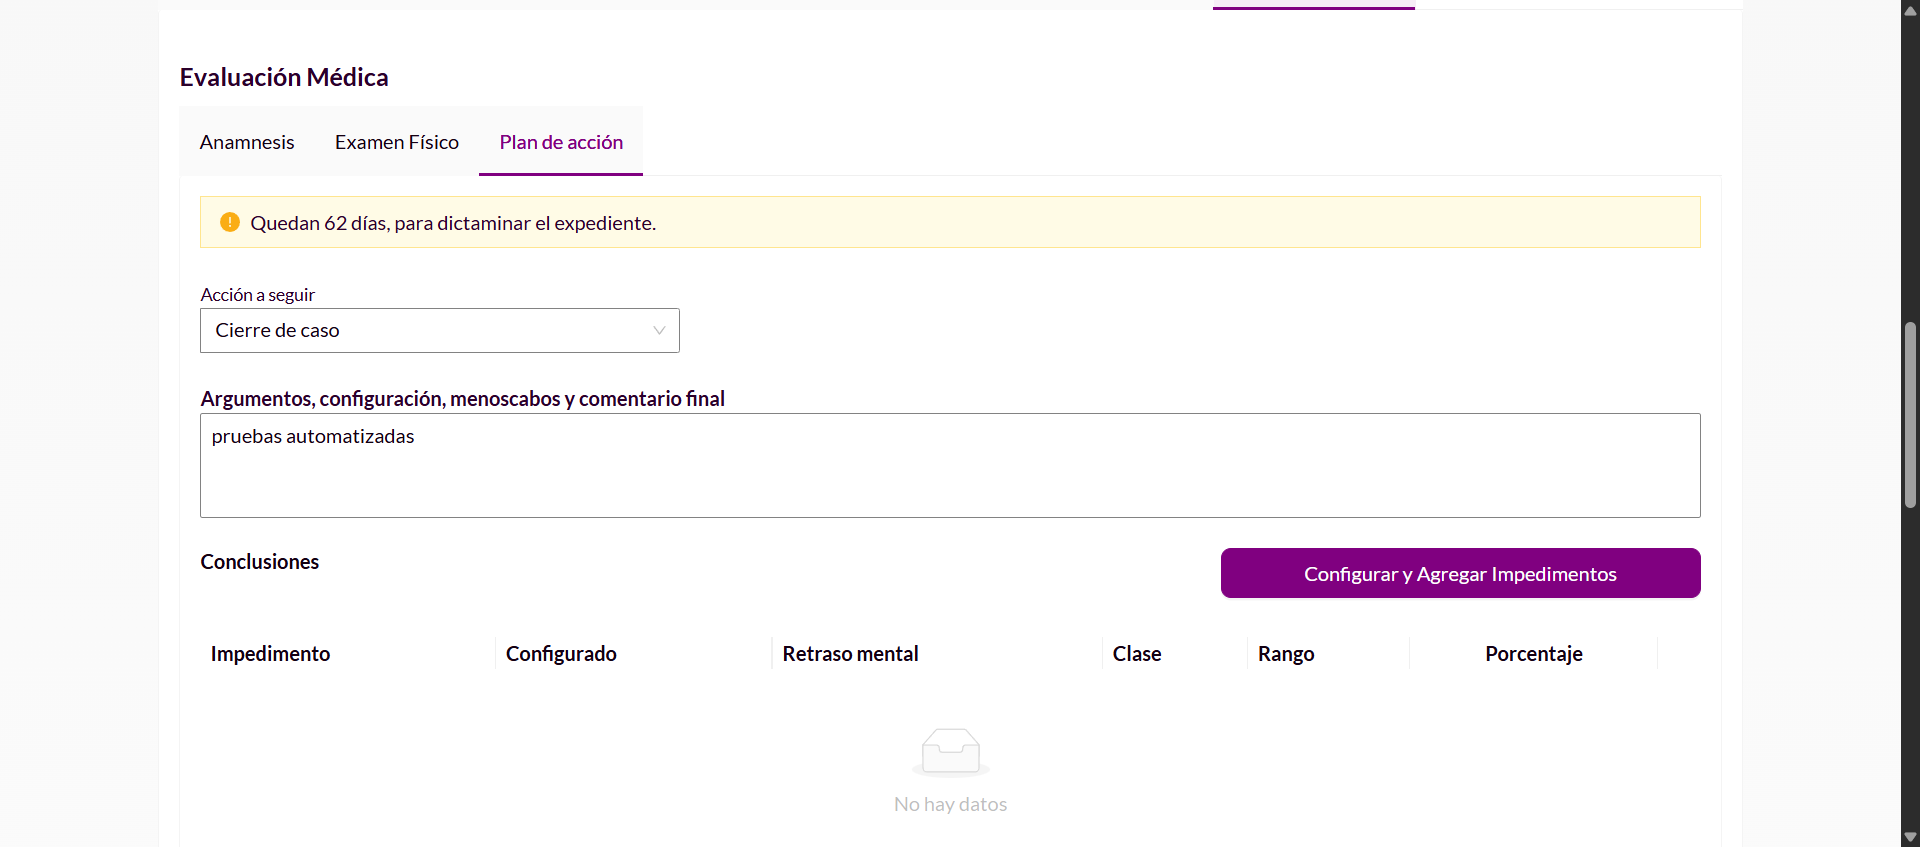 Evaluación Médica
Anamnesis Examen Físico Plan de acción
Quedan 62 días, para dictaminar el expediente.
Acción a seguir
Cierre de caso
Argumentos, configuración, menoscabos y comentario final
pruebas automatizadas
Conclusiones
Configurar y Agregar Impedimentos
Impedimento Configurado Retraso mental Clase Rango Porcentaje
No hay datos